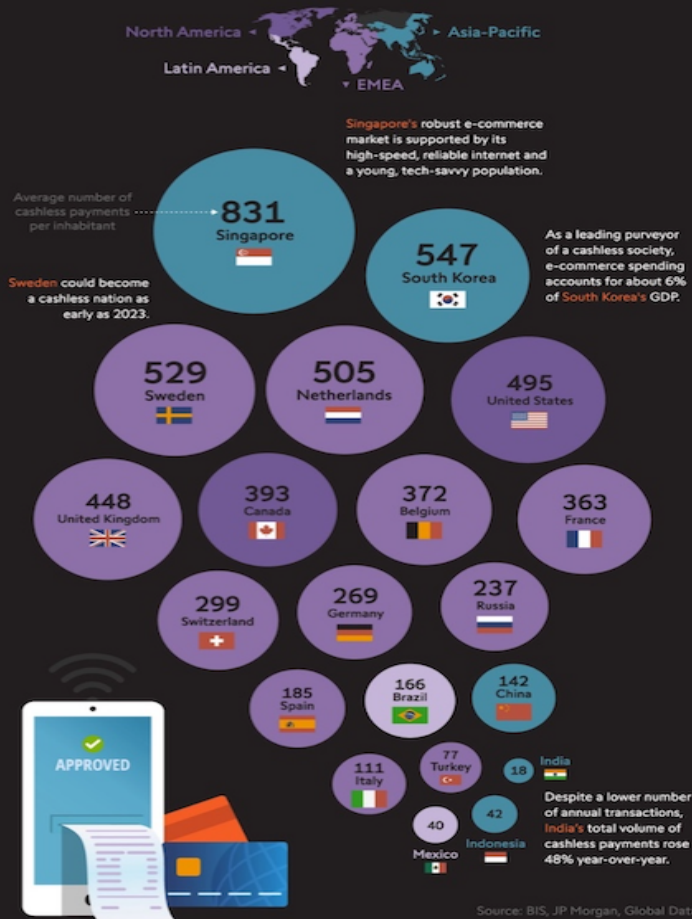 North America
Asia-Pacific
Latin America
EMEA
Singapore's robust e-commerce
market is supported by its
high-speed, reliable internet and
a young, tech-savvy population.
Average number of
cashless payments
per inhabitant
831
Singapore
547
South Korea
As a leading purveyor
of a cashless society,
e-commerce spending
accounts for about 6%
of South Korea's GDP.
Sweden could become
a cashless nation as
early as 2023.
529
Sweden
505
Netherlands
495
United States
448
United Kingdom
393
Canada
372
Belgium
363
France
299
Switzerland
269
Germany
237
Russia
185
Spain
166
Brazil
142
China
111
Italy
77
Turkey
18
India
40
Mexico
42
Indonesia
Despite a lower number
of annual transactions,
India's total volume of
cashless payments rose
48% year-over-year.
APPROVED
Source: BIS, JP Morgan, Global Dat